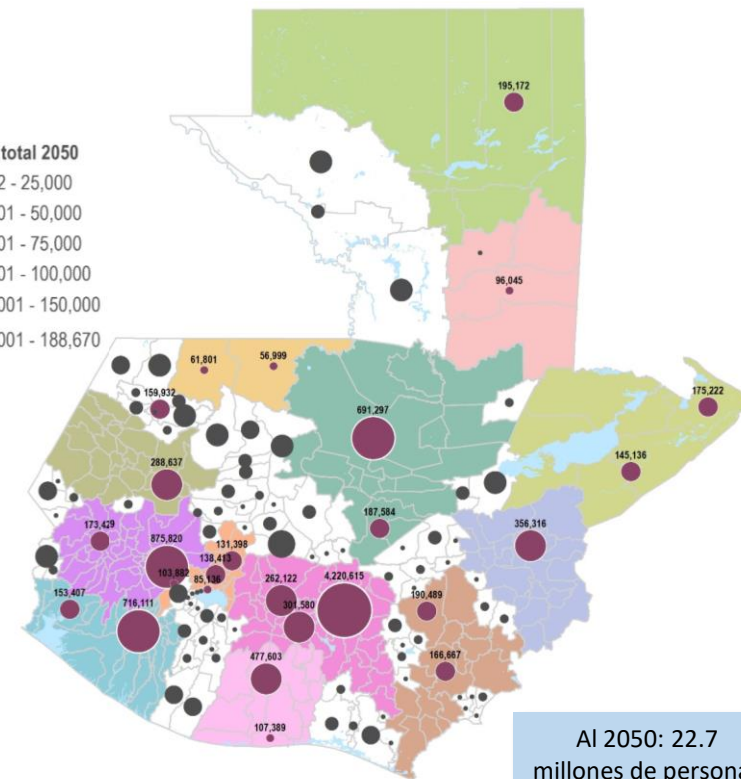 total 2050
2 - 25,000
01 - 50,000
01 - 75,000
01 - 100,000
001 - 150,000
001 - 188,670
195,172
96,045
61,801
56,999
159,932
175,222
691,297
145,136
288,637
187,584
356,316
173,429
875,820
131,398
138,413
103,882
85,136
4,220,615
262,122
190,489
153,407
716,111
301,580
477,603
166,667
107,389
Al 2050: 22.7
millones de persona